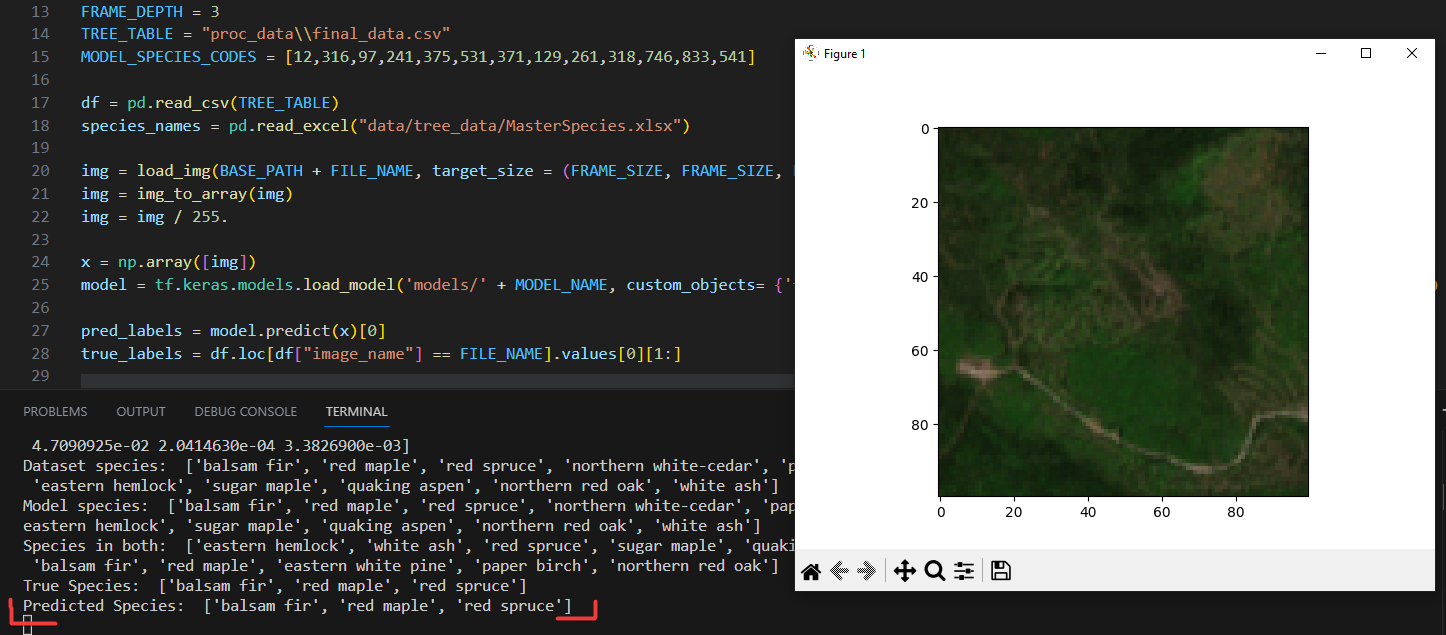 13 FRAME_DEPTH = 3
14 TREE_TABLE = "proc_data\\final_data.csv"
15 MODEL_SPECIES_CODES = [12,316,97,241,375,531,371,129,261,318,746,833,541]
16
17 df = pd.read_csv(TREE_TABLE)
18 species_names = pd.read_excel("data/tree_data/MasterSpecies.xlsx")
19
20 img = load_img(BASE_PATH + FILE_NAME, target_size = (FRAME_SIZE, FRAME_SIZE,
21 img = img_to_array(img)
22 img = img / 255.
23
24 x = np.array([img])
25 model = tf.keras.models.load_model('models/' + MODEL_NAME, custom_objects= {'
26
27 pred_labels = model.predict(x)[0]
28 true_labels = df.loc[df["image_name"] == FILE_NAME].values[0][1:]
29
PROBLEMS OUTPUT DEBUG CONSOLE TERMINAL
4.7090925e-02 2.0414630e-04 3.3826900e-03]
Dataset species:  ['balsam fir', 'red maple', 'red spruce', 'northern white-cedar', 'p
'eastern hemlock', 'sugar maple', 'quaking aspen', 'northern red oak', 'white ash']
Model species:  ['balsam fir', 'red maple', 'red spruce', 'northern white-cedar', 'pap
eastern hemlock', 'sugar maple', 'quaking aspen', 'northern red oak', 'white ash']
Species in both:  ['eastern hemlock', 'white ash', 'red spruce', 'sugar maple', 'quaki
'balsam fir', 'red maple', 'eastern white pine', 'paper birch', 'northern red oak']
True Species:  ['balsam fir', 'red maple', 'red spruce']
Predicted Species:  ['balsam fir', 'red maple', 'red spruce']
Figure 1
0
20
40
60
80
0 20 40 60 80